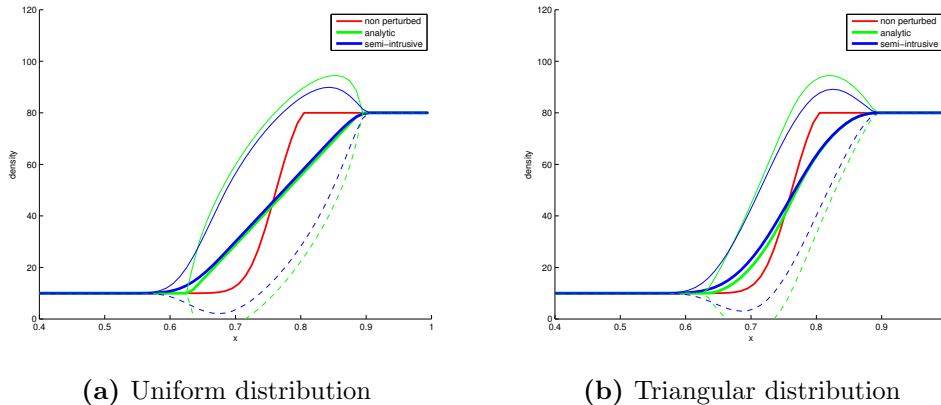 120
100
80
60
40
20
0
density
0.4
0.5
0.6
0.7
0.8
0.9
1
x
non perturbed
analytic
semi-intrusive
(a) Uniform distribution
120
100
80
60
40
20
0
density
0.4
0.5
0.6
0.7
0.8
0.9
x
non perturbed
analytic
semi-intrusive
(b) Triangular distribution